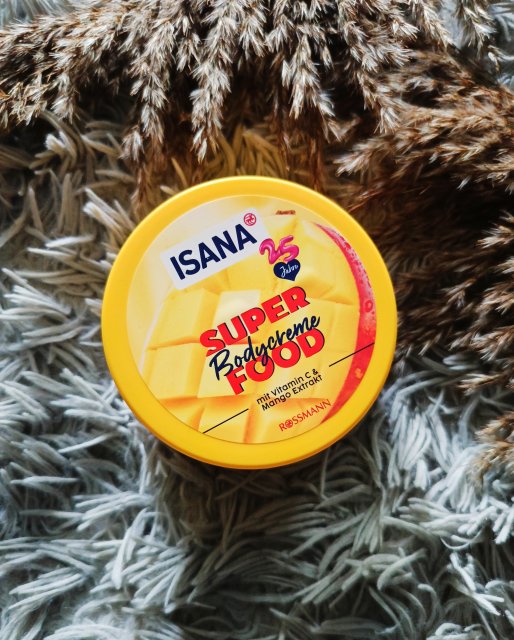 ISANA
25
Jahre
SUPER
Bodycreme
FOOD
mit Vitamin C &
Mango Extrakt
ROSSMANN